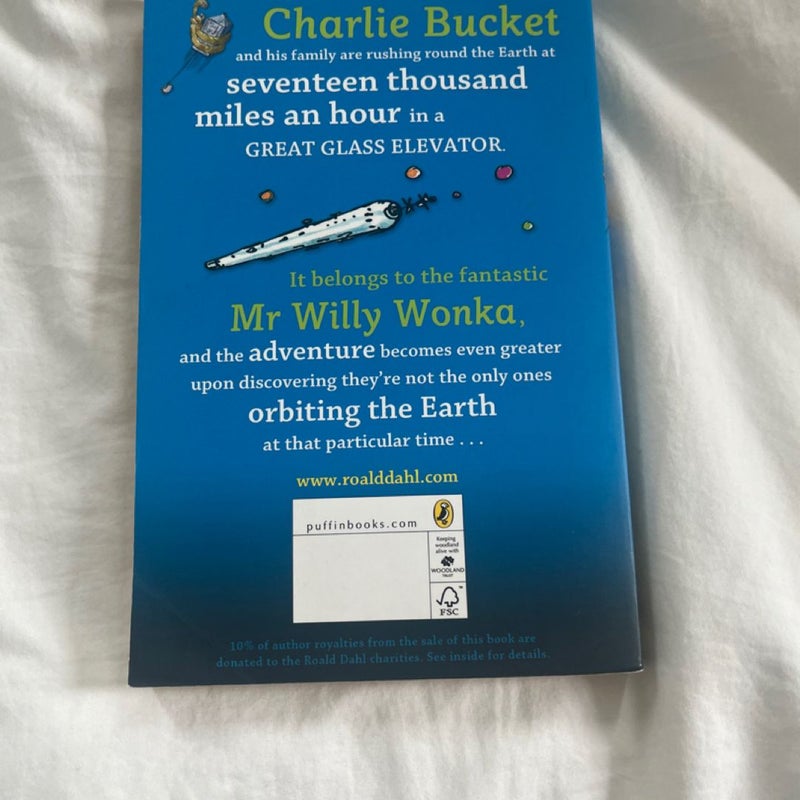 Charlie Bucket
and his family are rushing round the Earth at
seventeen thousand
miles an hour in a
GREAT GLASS ELEVATOR.
It belongs to the fantastic
Mr Willy Wonka,
and the adventure becomes even greater
upon discovering they're not the only ones
orbiting the Earth
at that particular time . . .
www.roalddahl.com
puffinbooks.com
Keeping
woodland
alive with
WOODLAND
TRUST
FSC
10% of author royalties from the sale of this book are
donated to the Roald Dahl charities. See inside for details.